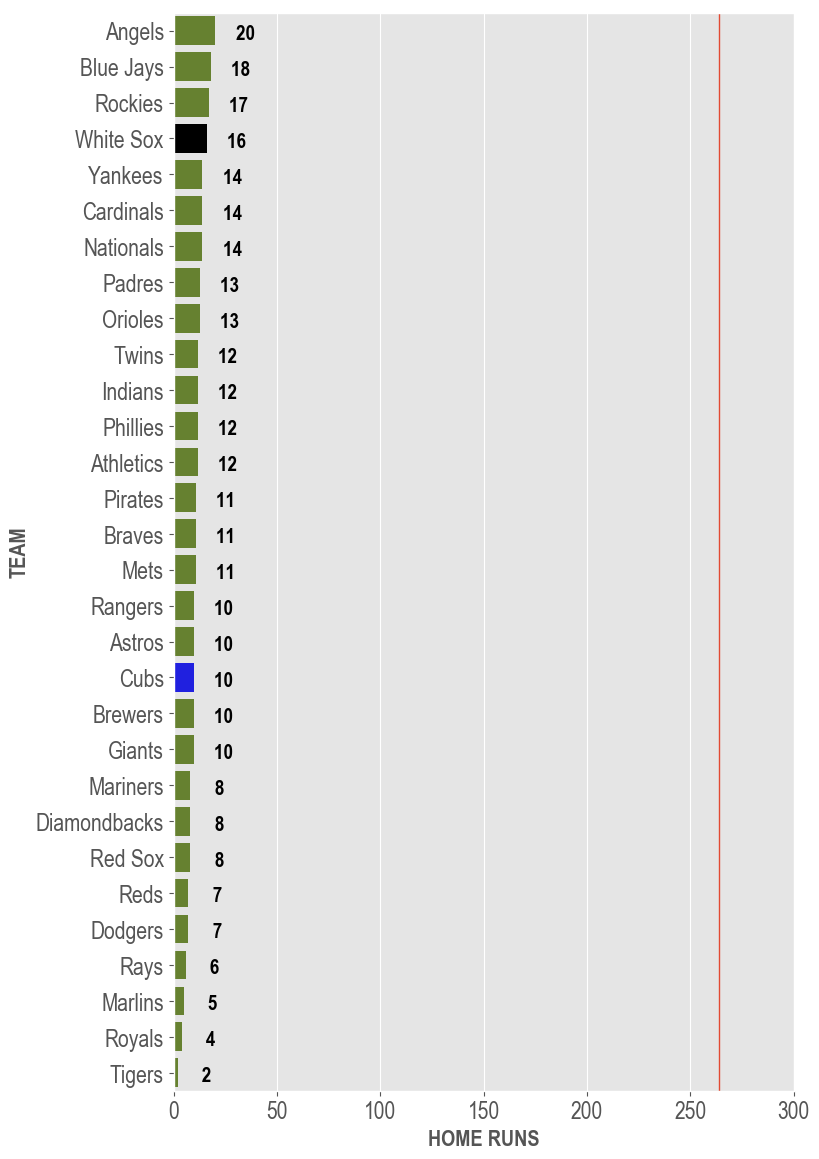 Angels 20
Blue Jays 18
Rockies 17
White Sox 16
Yankees 14
Cardinals 14
Nationals 14
Padres 13
Orioles 13
Twins 12
Indians 12
Phillies 12
Athletics 12
Pirates 11
Braves 11
Mets 11
Rangers 10
Astros 10
Cubs 10
Brewers 10
Giants 10
Mariners 8
Diamondbacks 8
Red Sox 8
Reds 7
Dodgers 7
Rays 6
Marlins 5
Royals 4
Tigers 2
TEAM
0 50 100 150 200 250 300
HOME RUNS